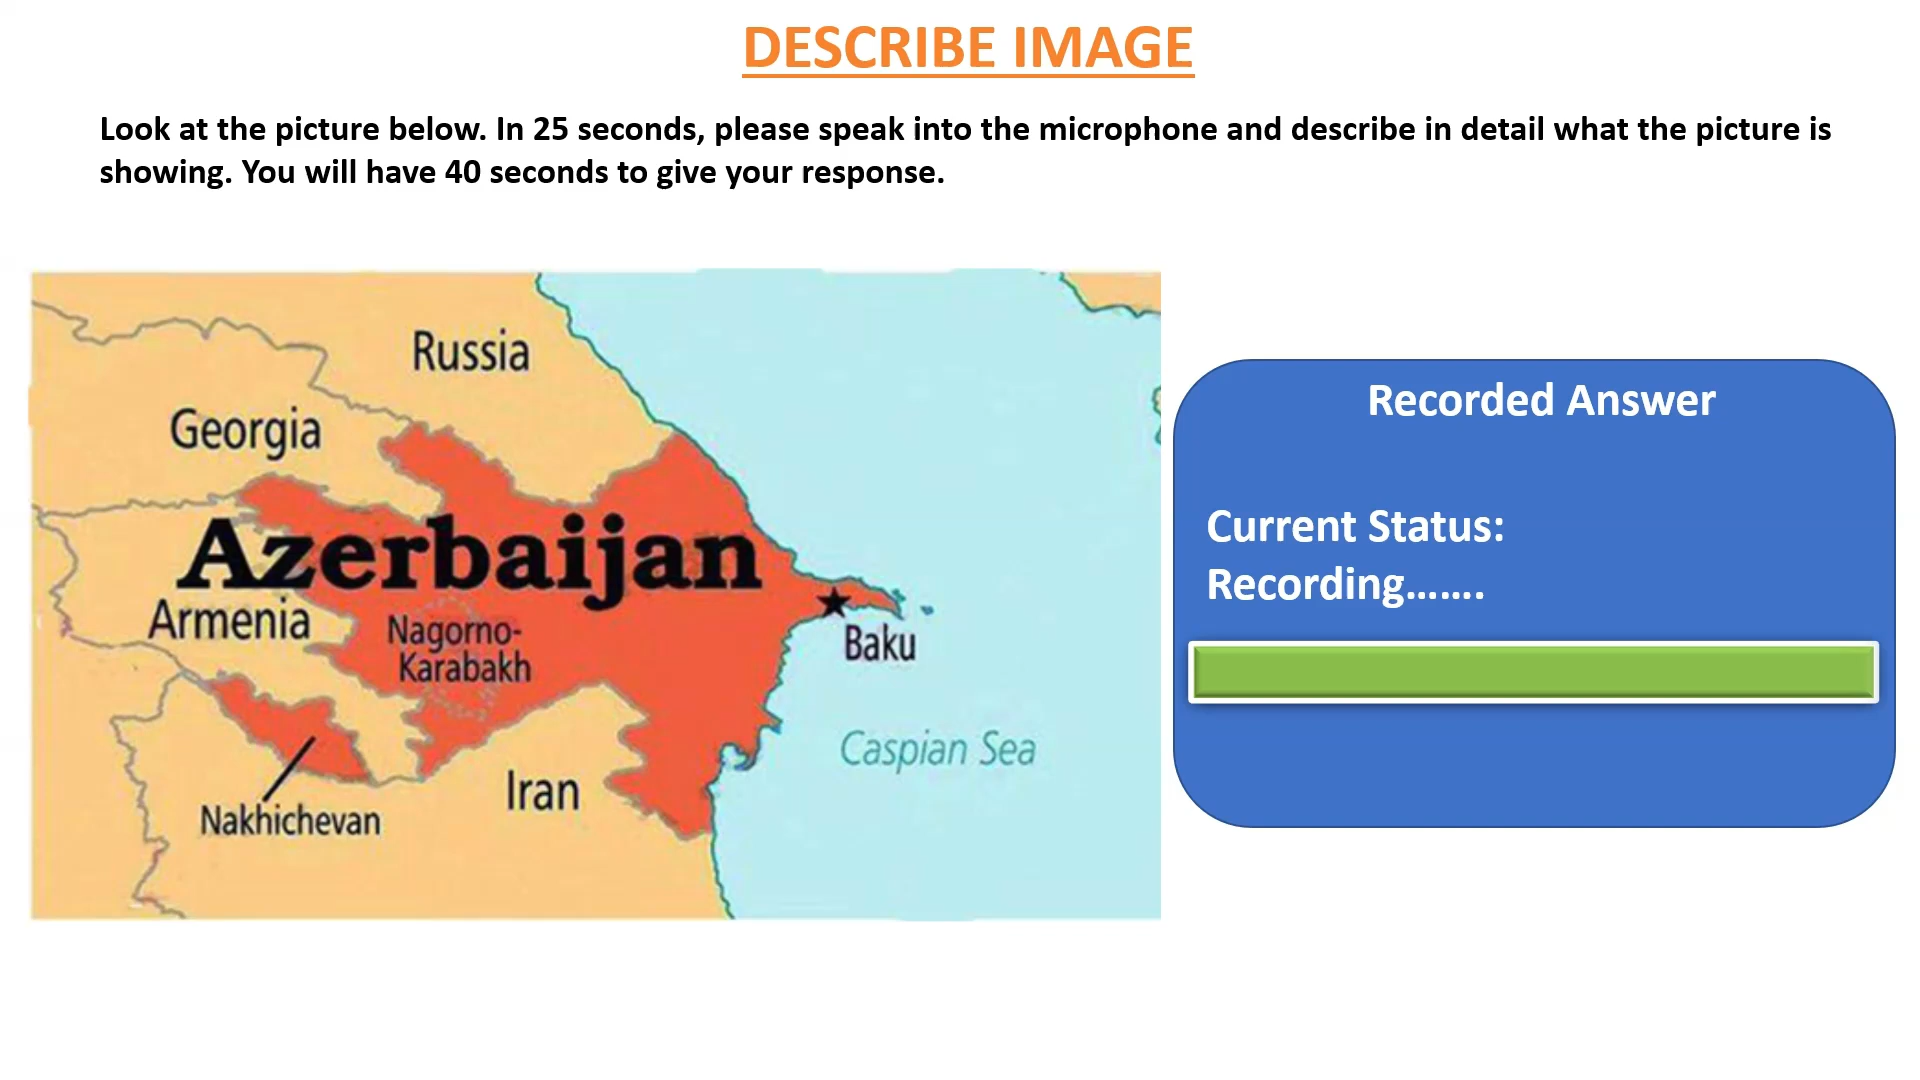 DESCRIBE IMAGE
Look at the picture below. In 25 seconds, please speak into the microphone and describe in detail what the picture is
showing. You will have 40 seconds to give your response.
Russia
Georgia
Azerbaijan
Armenia
Nagorno-
Karabakh
Baku
Caspian Sea
Iran
Nakhichevan
Recorded Answer
Current Status:
Recording.......